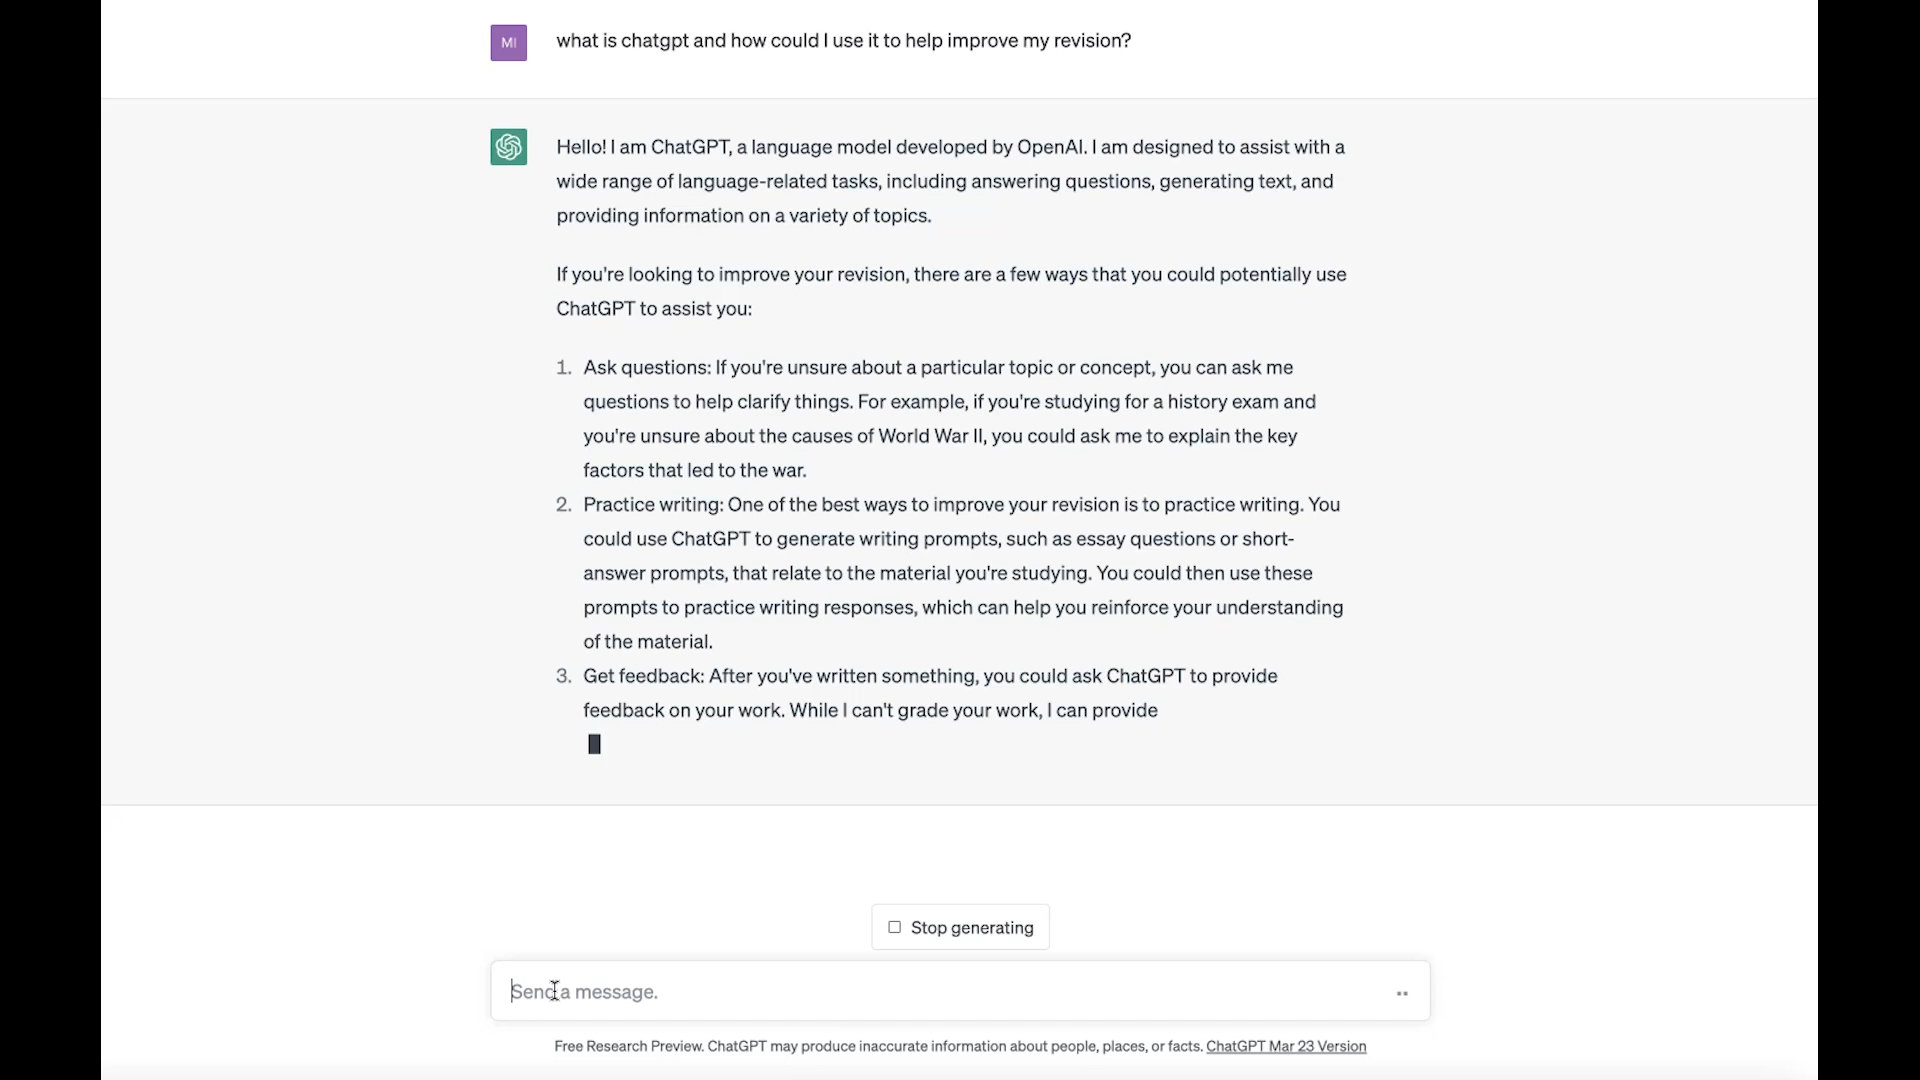 MI
what is chatgpt and how could I use it to help improve my revision?
Hello! I am ChatGPT, a language model developed by OpenAI. I am designed to assist with a
wide range of language-related tasks, including answering questions, generating text, and
providing information on a variety of topics.
If you're looking to improve your revision, there are a few ways that you could potentially use
ChatGPT to assist you:
1. Ask questions: If you're unsure about a particular topic or concept, you can ask me
questions to help clarify things. For example, if you're studying for a history exam and
you're unsure about the causes of World War II, you could ask me to explain the key
factors that led to the war.
2. Practice writing: One of the best ways to improve your revision is to practice writing. You
could use ChatGPT to generate writing prompts, such as essay questions or short-
answer prompts, that relate to the material you're studying. You could then use these
prompts to practice writing responses, which can help you reinforce your understanding
of the material.
3. Get feedback: After you've written something, you could ask ChatGPT to provide
feedback on your work. While I can't grade your work, I can provide
Stop generating
Send a message.
Free Research Preview. ChatGPT may produce inaccurate information about people, places, or facts. ChatGPT Mar 23 Version